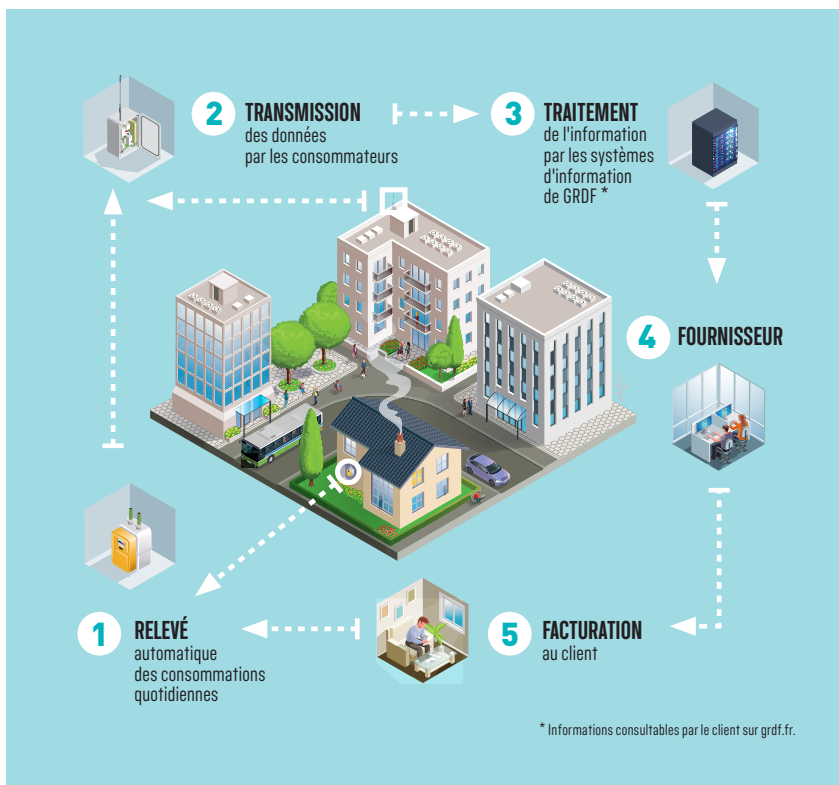 2 TRANSMISSION
des données
par les consommateurs
3 TRAITEMENT
de l'information
par les systèmes
d'information
de GRDF *
4 FOURNISSEUR
1 RELEVÉ
automatique
des consommations
quotidiennes
5 FACTURATION
au client
* Informations consultables par le client sur grdf.fr.